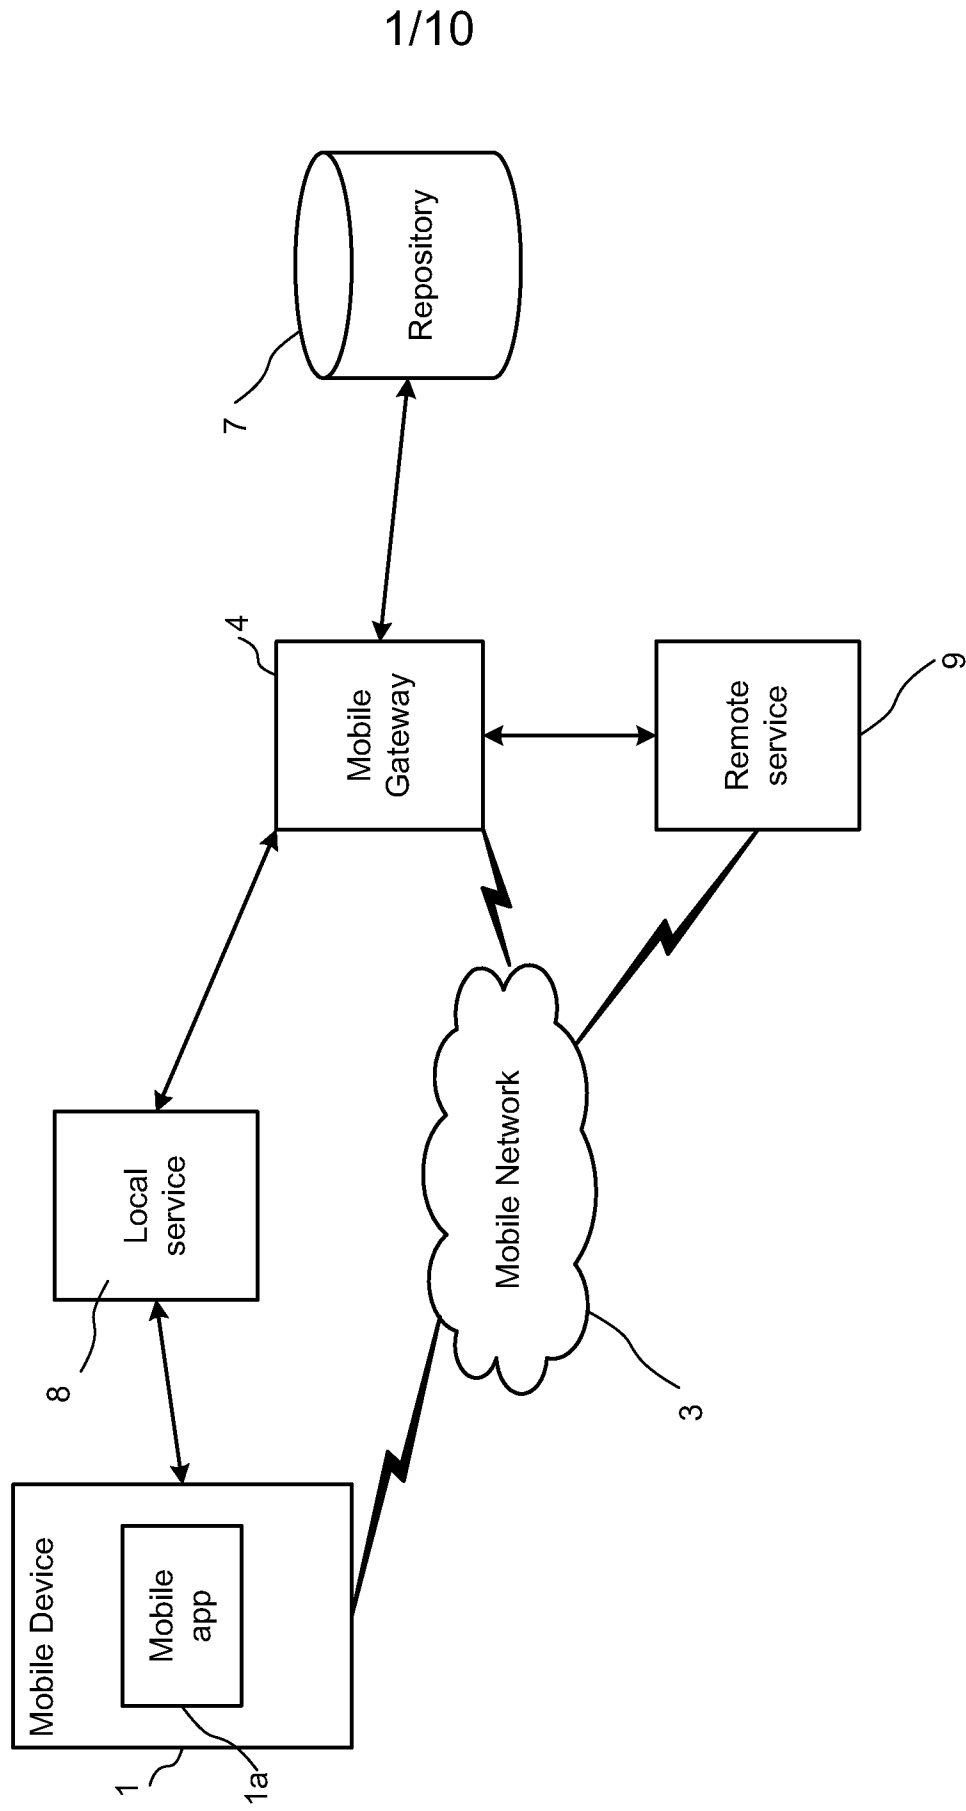 1/10
Mobile Device
Mobile
app
1
1a
Local
service
8
Mobile Network
3
Mobile
Gateway
4
Remote
service
9
Repository
7